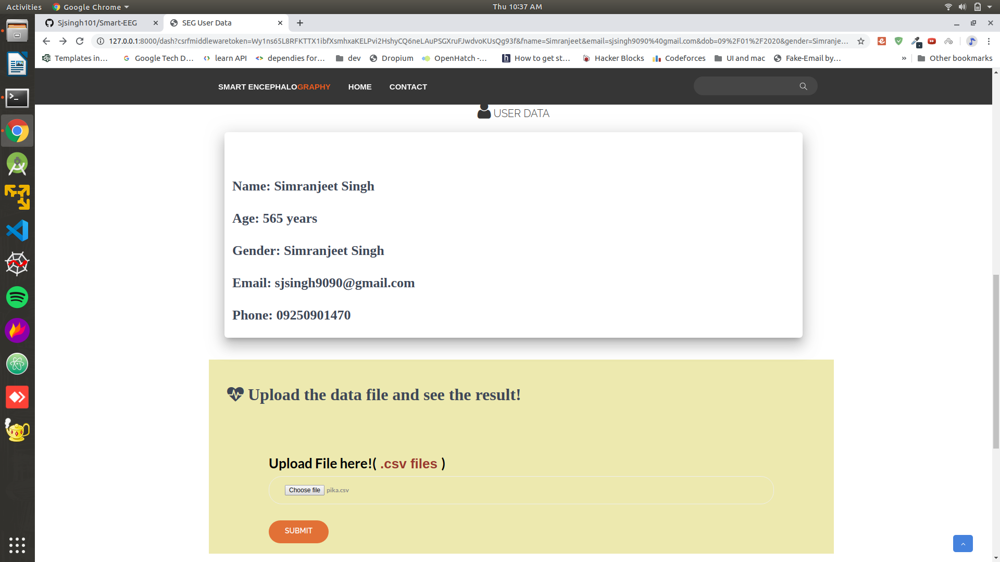 Activities Google Chrome Thu 10:37 AM
Sjsingh101/Smart-EEG SEG User Data
127.0.0.1:8000/dash?csrfmiddlewaretoken=Wy1ns65L8RFKTTX1ibfXsmhxaKELPvi2HshyCQ6neLAuPSGXruFJwdvoKUsQg93f&fname=Simranjeet&email=sjsingh9090%40gmail.com&dob=09%2F01%2F2020&gender=Simranje...
Templates in... Google Tech D... learn API dependies for... dev Dropium OpenHatch -... How to get st... Hacker Blocks Codeforces UI and mac Fake-Email by... » Other bookmarks
SMART ENCEPHALOGRAPHY HOME CONTACT
USER DATA
Name: Simranjeet Singh
Age: 565 years
Gender: Simranjeet Singh
Email: sjsingh9090@gmail.com
Phone: 09250901470
Upload the data file and see the result!
Upload File here!( .csv files )
Choose file pika.csv
SUBMIT